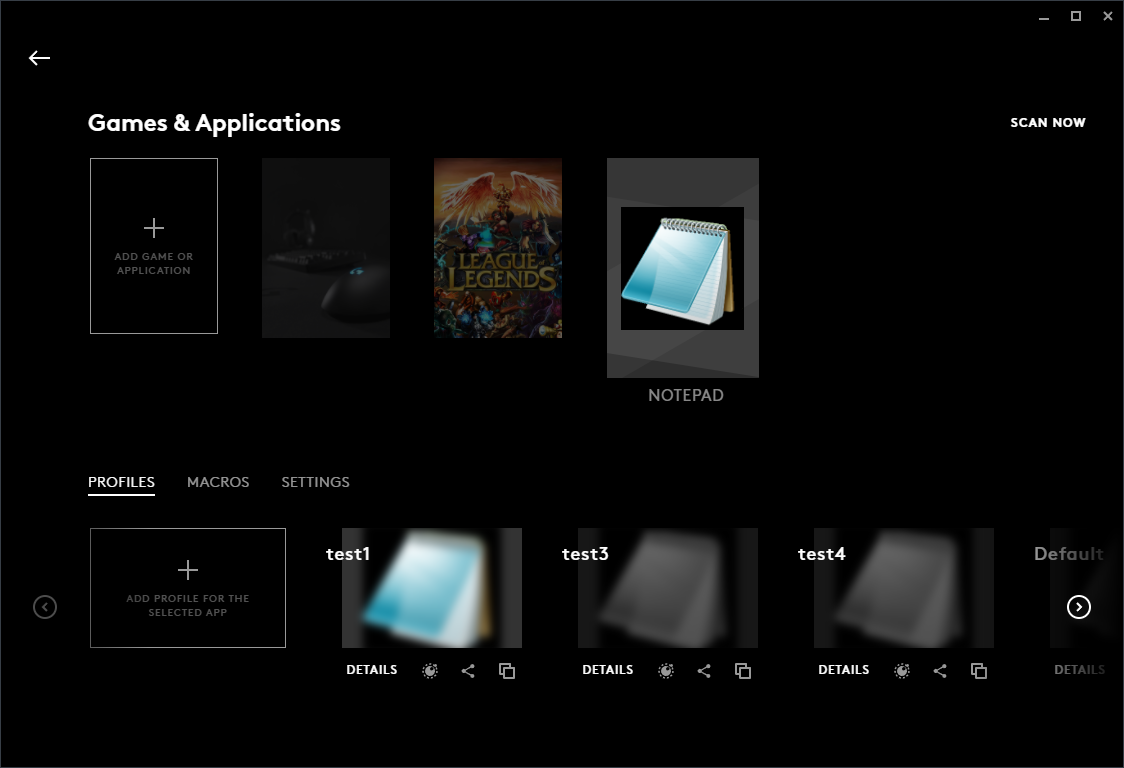 Games & Applications
SCAN NOW
ADD GAME OR
APPLICATION
LEAGUE of
LEGENDS
NOTEPAD
PROFILES
MACROS
SETTINGS
ADD PROFILE FOR THE
SELECTED APP
test1
test3
test4
Default
DETAILS
DETAILS
DETAILS
DETAILS